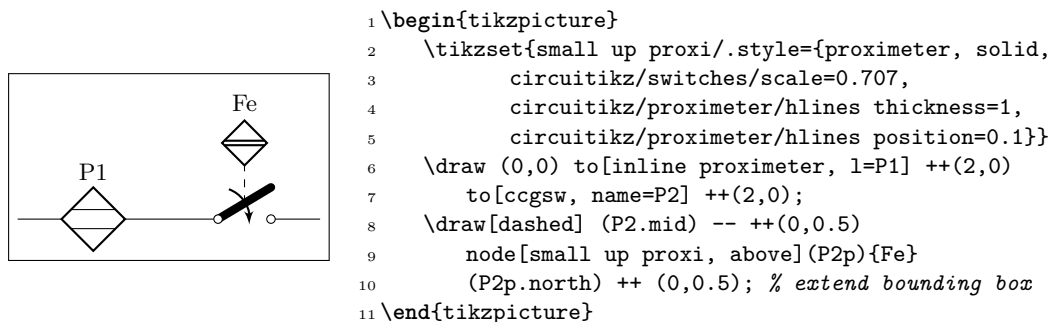 Fe
P1
1 \begin{tikzpicture}
2 \tikzset{small up proxi/.style={proximeter, solid,
3 circuitikz/switches/scale=0.707,
4 circuitikz/proximeter/hlines thickness=1,
5 circuitikz/proximeter/hlines position=0.1}}
6 \draw (0,0) to[inline proximeter, l=P1] ++(2,0)
7 to[ccgsw, name=P2] ++(2,0);
8 \draw[dashed] (P2.mid) -- ++(0,0.5)
9 node[small up proxi, above](P2p){Fe}
10 (P2p.north) ++ (0,0.5); % extend bounding box
11 \end{tikzpicture}